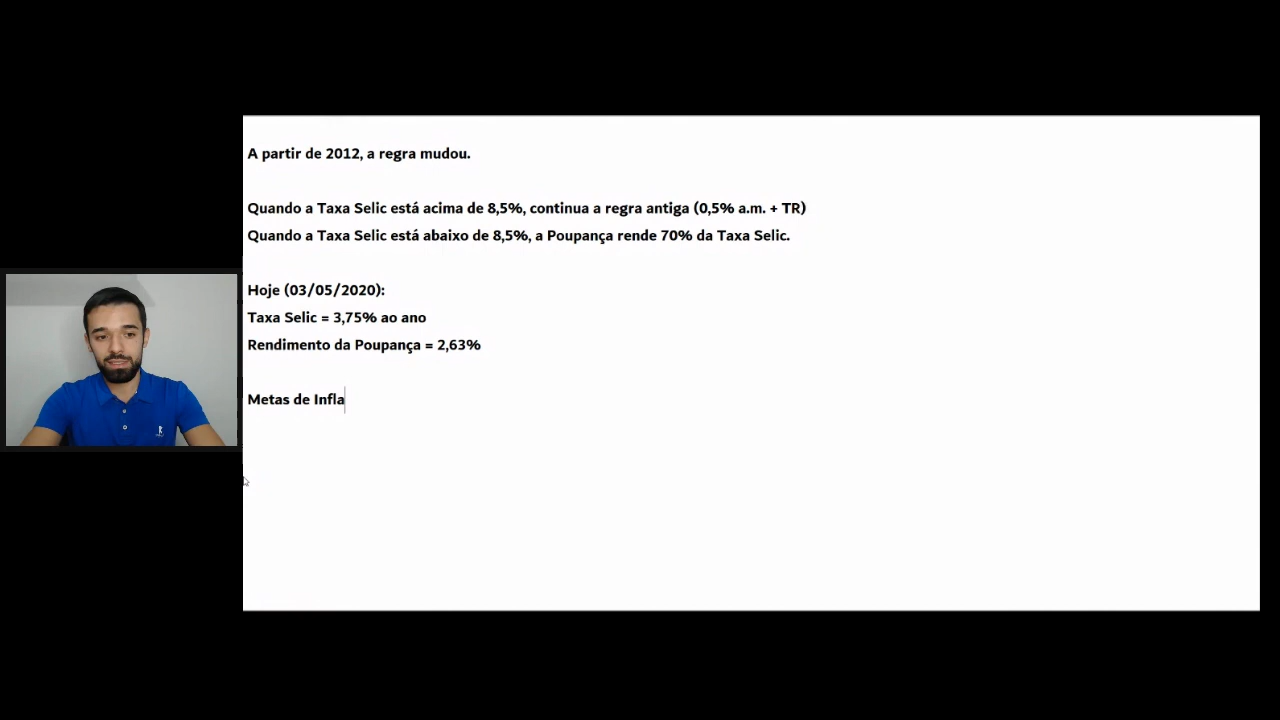 A partir de 2012, a regra mudou.
Quando a Taxa Selic está acima de 8,5%, continua a regra antiga (0,5% a.m. + TR)
Quando a Taxa Selic está abaixo de 8,5%, a Poupança rende 70% da Taxa Selic.
Hoje (03/05/2020):
Taxa Selic = 3,75% ao ano
Rendimento da Poupança = 2,63%
Metas de Infla